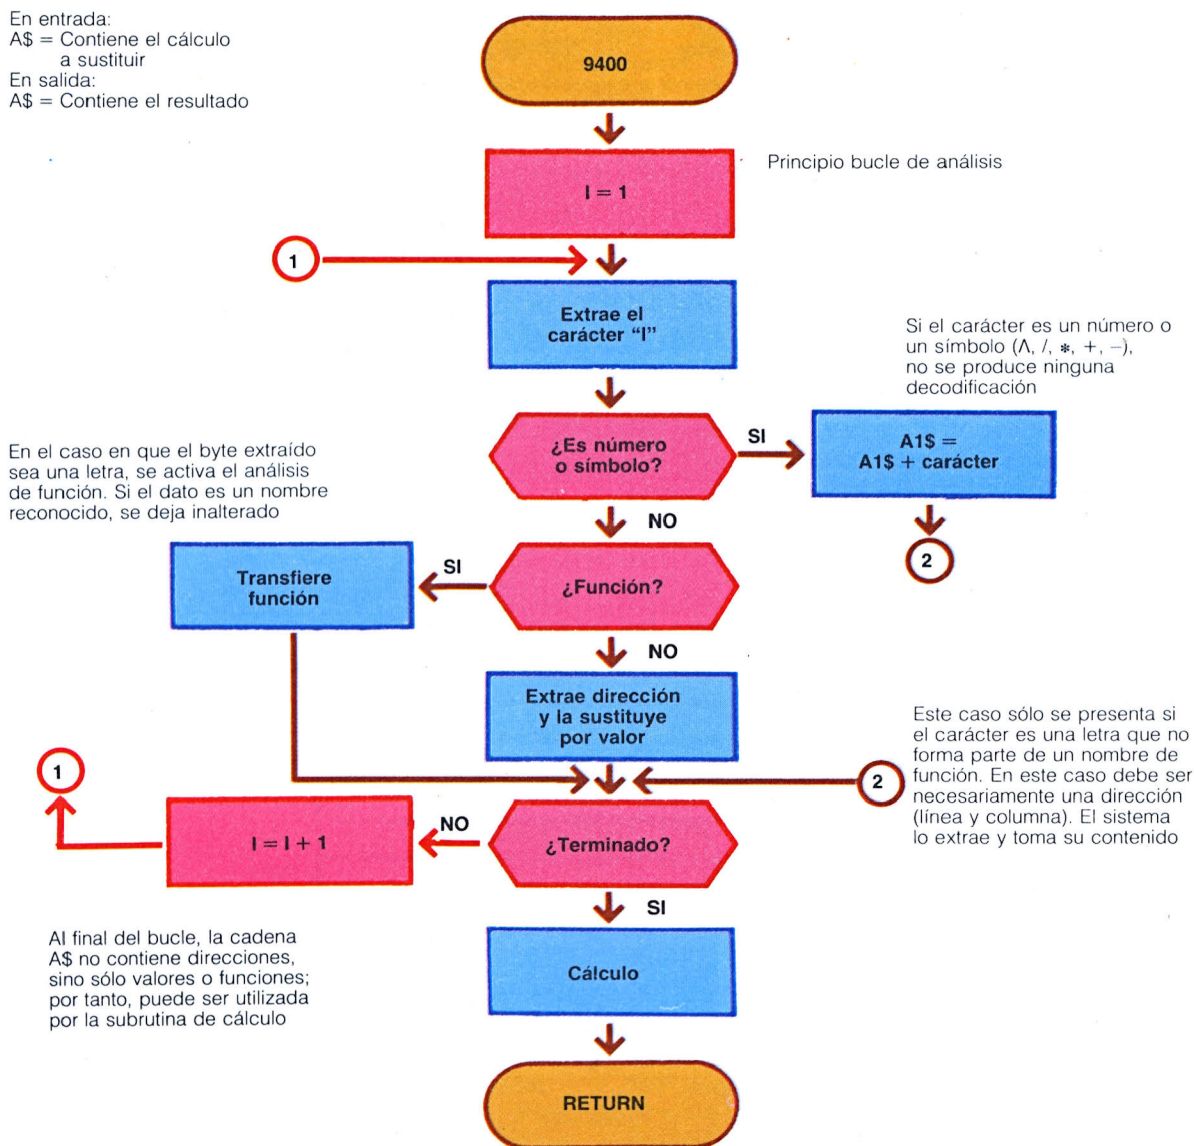 En entrada:
A$ = Contiene el cálculo
a sustituir
En salida:
A$ = Contiene el resultado
9400
I = 1
Principio bucle de análisis
1
Extrae el
carácter “I”
Si el carácter es un número o
un símbolo (Λ, /, *, +, −),
no se produce ninguna
decodificación
¿Es número
o símbolo?
SI
A1$ =
A1$ + carácter
En el caso en que el byte extraído
sea una letra, se activa el análisis
de función. Si el dato es un nombre
reconocido, se deja inalterado
NO
2
Transfiere
función
SI
¿Función?
NO
Extrae dirección
y la sustituye
por valor
Este caso sólo se presenta si
el carácter es una letra que no
forma parte de un nombre de
función. En este caso debe ser
necesariamente una dirección
(línea y columna). El sistema
lo extrae y toma su contenido
1
2
I = I + 1
NO
¿Terminado?
SI
Al final del bucle, la cadena
A$ no contiene direcciones,
sino sólo valores o funciones;
por tanto, puede ser utilizada
por la subrutina de cálculo
Cálculo
RETURN